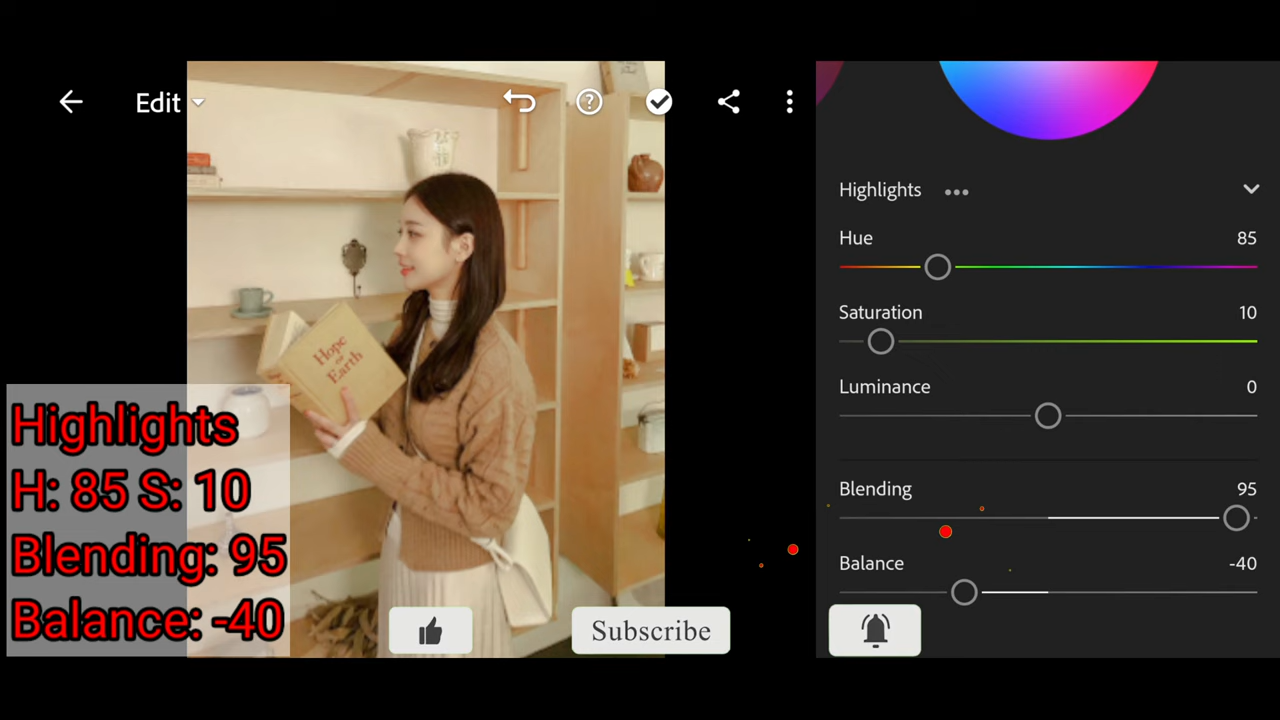 Edit
Highlights
Hue 85
Saturation 10
Luminance 0
Blending 95
Balance -40
Hope
on
Earth
Highlights
H: 85 S: 10
Blending: 95
Balance: -40
Subscribe